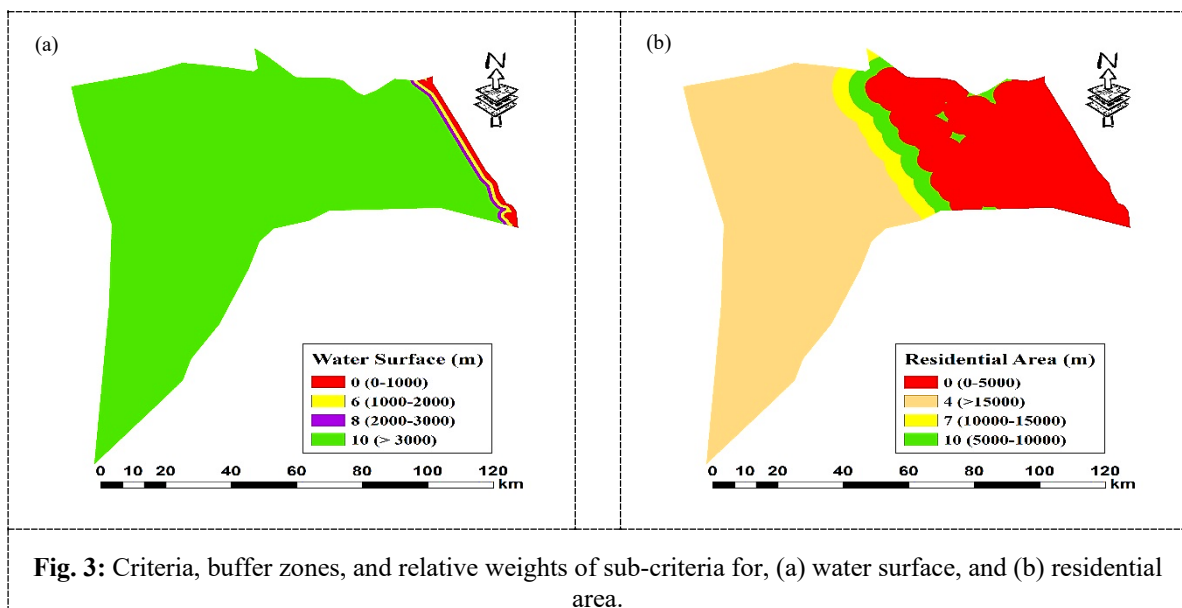 (a)
N
Water Surface (m)
0 (0-1000)
6 (1000-2000)
8 (2000-3000)
10 (> 3000)
0 10 20 40 60 80 100 120
km
(b)
N
Residential Area (m)
0 (0-5000)
4 (>15000)
7 (10000-15000)
10 (5000-10000)
0 10 20 40 60 80 100 120
km
Fig. 3: Criteria, buffer zones, and relative weights of sub-criteria for, (a) water surface, and (b) residential
area.